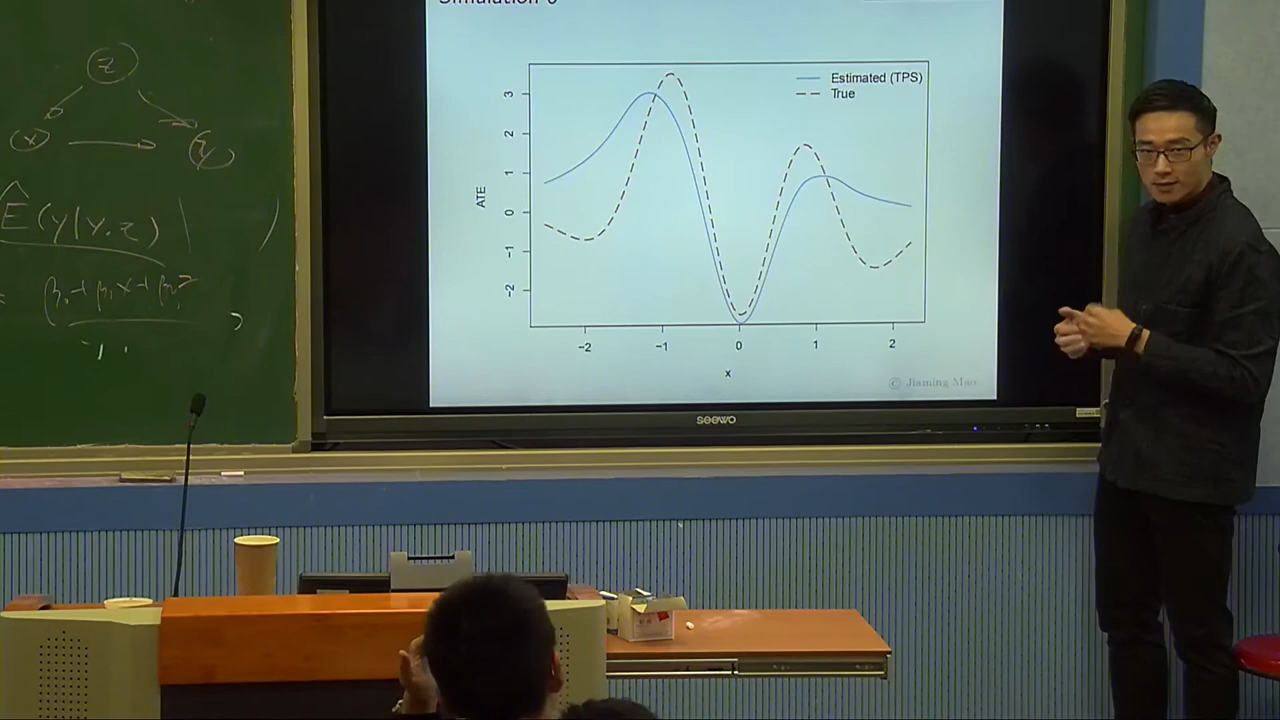 z
x
y
Ê(y|y.z) | )
β₀+β₁x+β₂z
Simulation 6
Estimated (TPS)
True
3
2
1
0
-1
-2
ATE
-2 -1 0 1 2
x
© Jiaming Mao
seewo